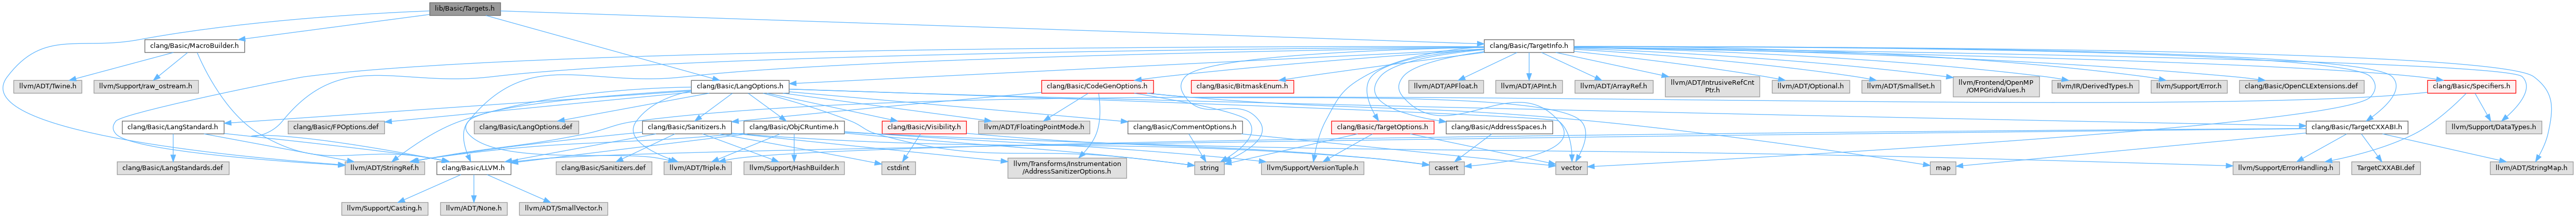 lib/Basic/Targets.h
clang/Basic/MacroBuilder.h
clang/Basic/TargetInfo.h
llvm/ADT/Twine.h
llvm/Support/raw_ostream.h
clang/Basic/LangOptions.h
clang/Basic/CodeGenOptions.h
clang/Basic/BitmaskEnum.h
llvm/ADT/APFloat.h
llvm/ADT/APInt.h
llvm/ADT/ArrayRef.h
llvm/ADT/IntrusiveRefCnt
Ptr.h
llvm/ADT/Optional.h
llvm/ADT/SmallSet.h
llvm/Frontend/OpenMP
/OMPGridValues.h
llvm/IR/DerivedTypes.h
llvm/Support/Error.h
clang/Basic/OpenCLExtensions.def
clang/Basic/Specifiers.h
clang/Basic/LangStandard.h
clang/Basic/FPOptions.def
clang/Basic/LangOptions.def
clang/Basic/Sanitizers.h
clang/Basic/ObjCRuntime.h
clang/Basic/Visibility.h
llvm/ADT/FloatingPointMode.h
clang/Basic/CommentOptions.h
clang/Basic/TargetOptions.h
clang/Basic/AddressSpaces.h
clang/Basic/TargetCXXABI.h
llvm/Support/DataTypes.h
clang/Basic/LangStandards.def
llvm/ADT/StringRef.h
clang/Basic/LLVM.h
clang/Basic/Sanitizers.def
llvm/ADT/Triple.h
llvm/Support/HashBuilder.h
cstdint
llvm/Transforms/Instrumentation
/AddressSanitizerOptions.h
string
llvm/Support/VersionTuple.h
cassert
vector
map
llvm/Support/ErrorHandling.h
TargetCXXABI.def
llvm/ADT/StringMap.h
llvm/Support/Casting.h
llvm/ADT/None.h
llvm/ADT/SmallVector.h